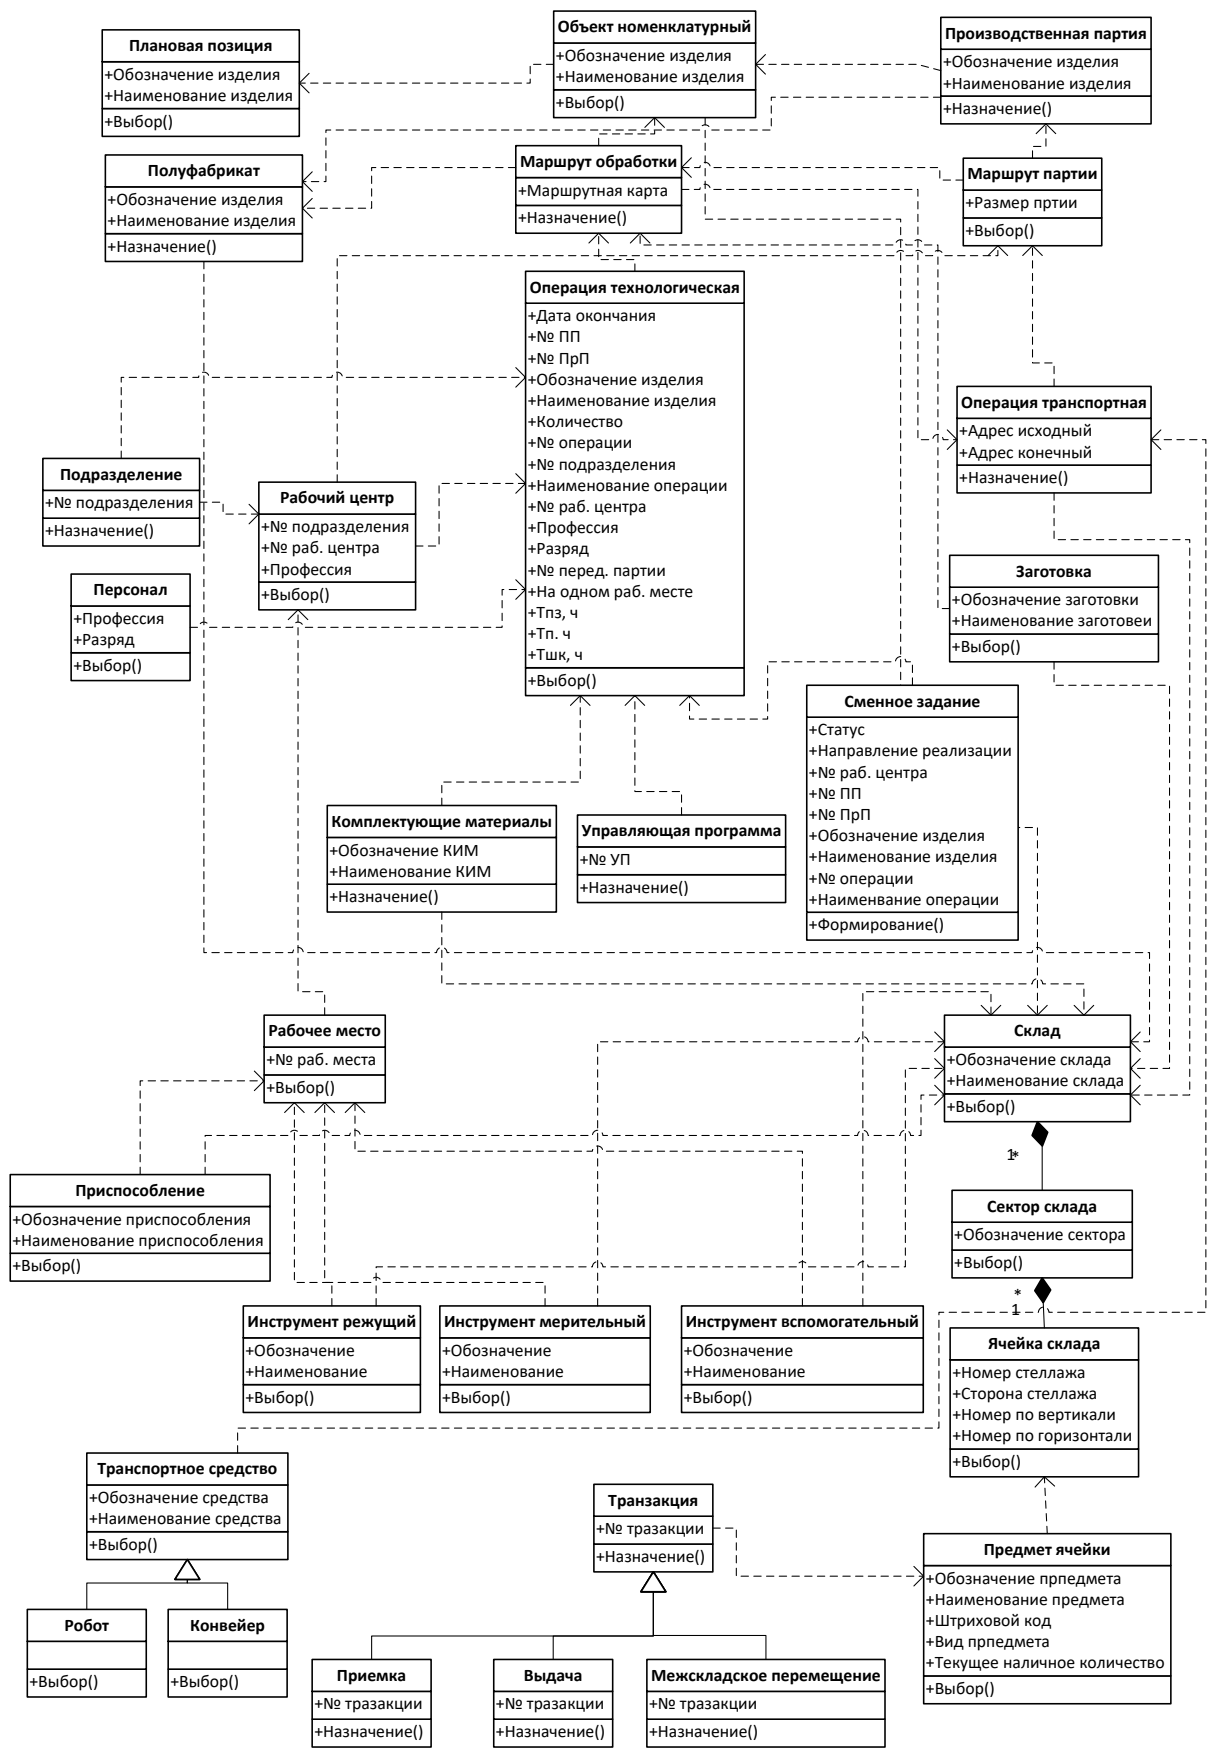 Плановая позиция
+Обозначение изделия
+Наименование изделия
+Выбор()
Объект номенклатурный
+Обозначение изделия
+Наименование изделия
+Выбор()
Производственная партия
+Обозначение изделия
+Наименование изделия
+Назначение()
Полуфабрикат
+Обозначение изделия
+Наименование изделия
+Назначение()
Маршрут обработки
+Маршрутная карта
+Назначение()
Маршрут партии
+Размер пртии
+Выбор()
Операция технологическая
+Дата окончания
+№ ПП
+№ ПрП
+Обозначение изделия
+Наименование изделия
+Количество
+№ операции
+№ подразделения
+Наименование операции
+№ раб. центра
+Профессия
+Разряд
+№ перед. партии
+На одном раб. месте
+Тпз, ч
+Тп. ч
+Тшк, ч
+Выбор()
Операция транспортная
+Адрес исходный
+Адрес конечный
+Назначение()
Подразделение
+№ подразделения
+Назначение()
Рабочий центр
+№ подразделения
+№ раб. центра
+Профессия
+Выбор()
Персонал
+Профессия
+Разряд
+Выбор()
Заготовка
+Обозначение заготовки
+Наименование заготовеи
+Выбор()
Сменное задание
+Статус
+Направление реализации
+№ раб. центра
+№ ПП
+№ ПрП
+Обозначение изделия
+Наименование изделия
+№ операции
+Наименвание операции
+Формирование()
Комплектующие материалы
+Обозначение КИМ
+Наименование КИМ
+Назначение()
Управляющая программа
+№ УП
+Назначение()
Рабочее место
+№ раб. места
+Выбор()
Склад
+Обозначение склада
+Наименование склада
+Выбор()
1
*
Приспособление
+Обозначение приспособления
+Наименование приспособления
+Выбор()
Сектор склада
+Обозначение сектора
+Выбор()
*
1
Инструмент режущий
+Обозначение
+Наименование
+Выбор()
Инструмент мерительный
+Обозначение
+Наименование
+Выбор()
Инструмент вспомогательный
+Обозначение
+Наименование
+Выбор()
Ячейка склада
+Номер стеллажа
+Сторона стеллажа
+Номер по вертикали
+Номер по горизонтали
+Выбор()
Транспортное средство
+Обозначение средства
+Наименование средства
+Выбор()
Транзакция
+№ тразакции
+Назначение()
Предмет ячейки
+Обозначение прпедмета
+Наименование предмета
+Штриховой код
+Вид прпедмета
+Текущее наличное количество
+Выбор()
Робот
+Выбор()
Конвейер
+Выбор()
Приемка
+№ тразакции
+Назначение()
Выдача
+№ тразакции
+Назначение()
Межскладское перемещение
+№ тразакции
+Назначение()